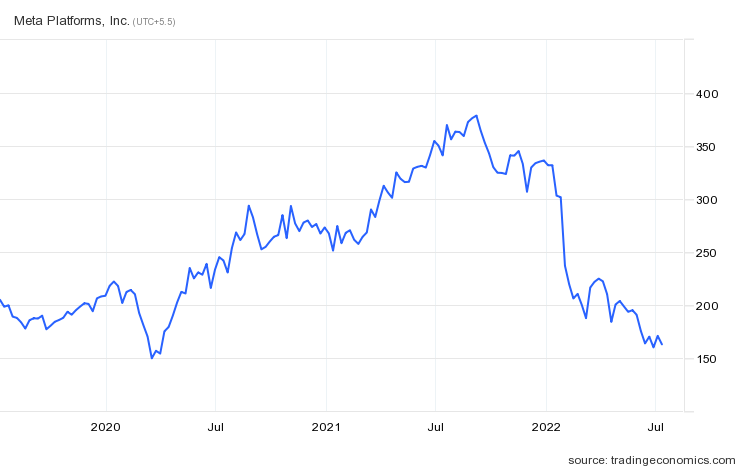 Meta Platforms, Inc. (UTC+5.5)
400
350
300
250
200
150
2020 Jul 2021 Jul 2022 Jul
source: tradingeconomics.com